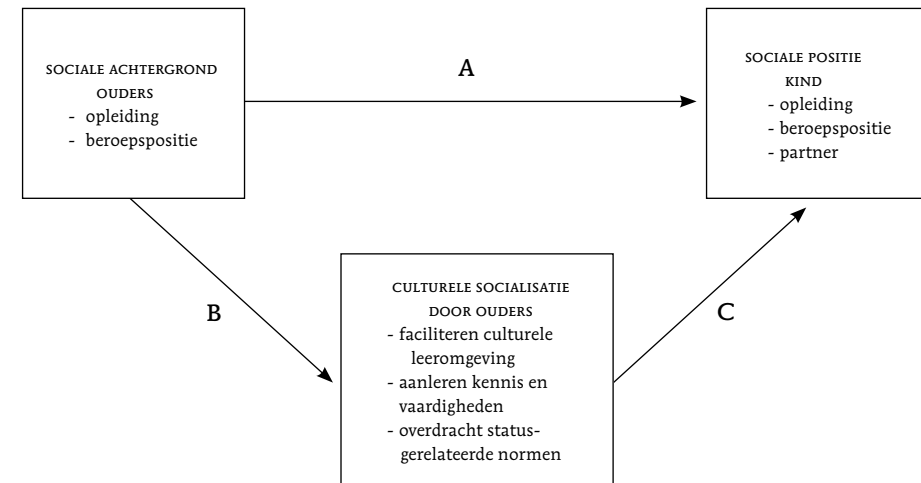 SOCIALE ACHTERGROND
OUDERS
- opleiding
- beroepspositie
A
SOCIALE POSITIE
KIND
- opleiding
- beroepspositie
- partner
B
CULTURELE SOCIALISATIE
DOOR OUDERS
- faciliteren culturele
leeromgeving
- aanleren kennis en
vaardigheden
- overdracht status-
gerelateerde normen
C